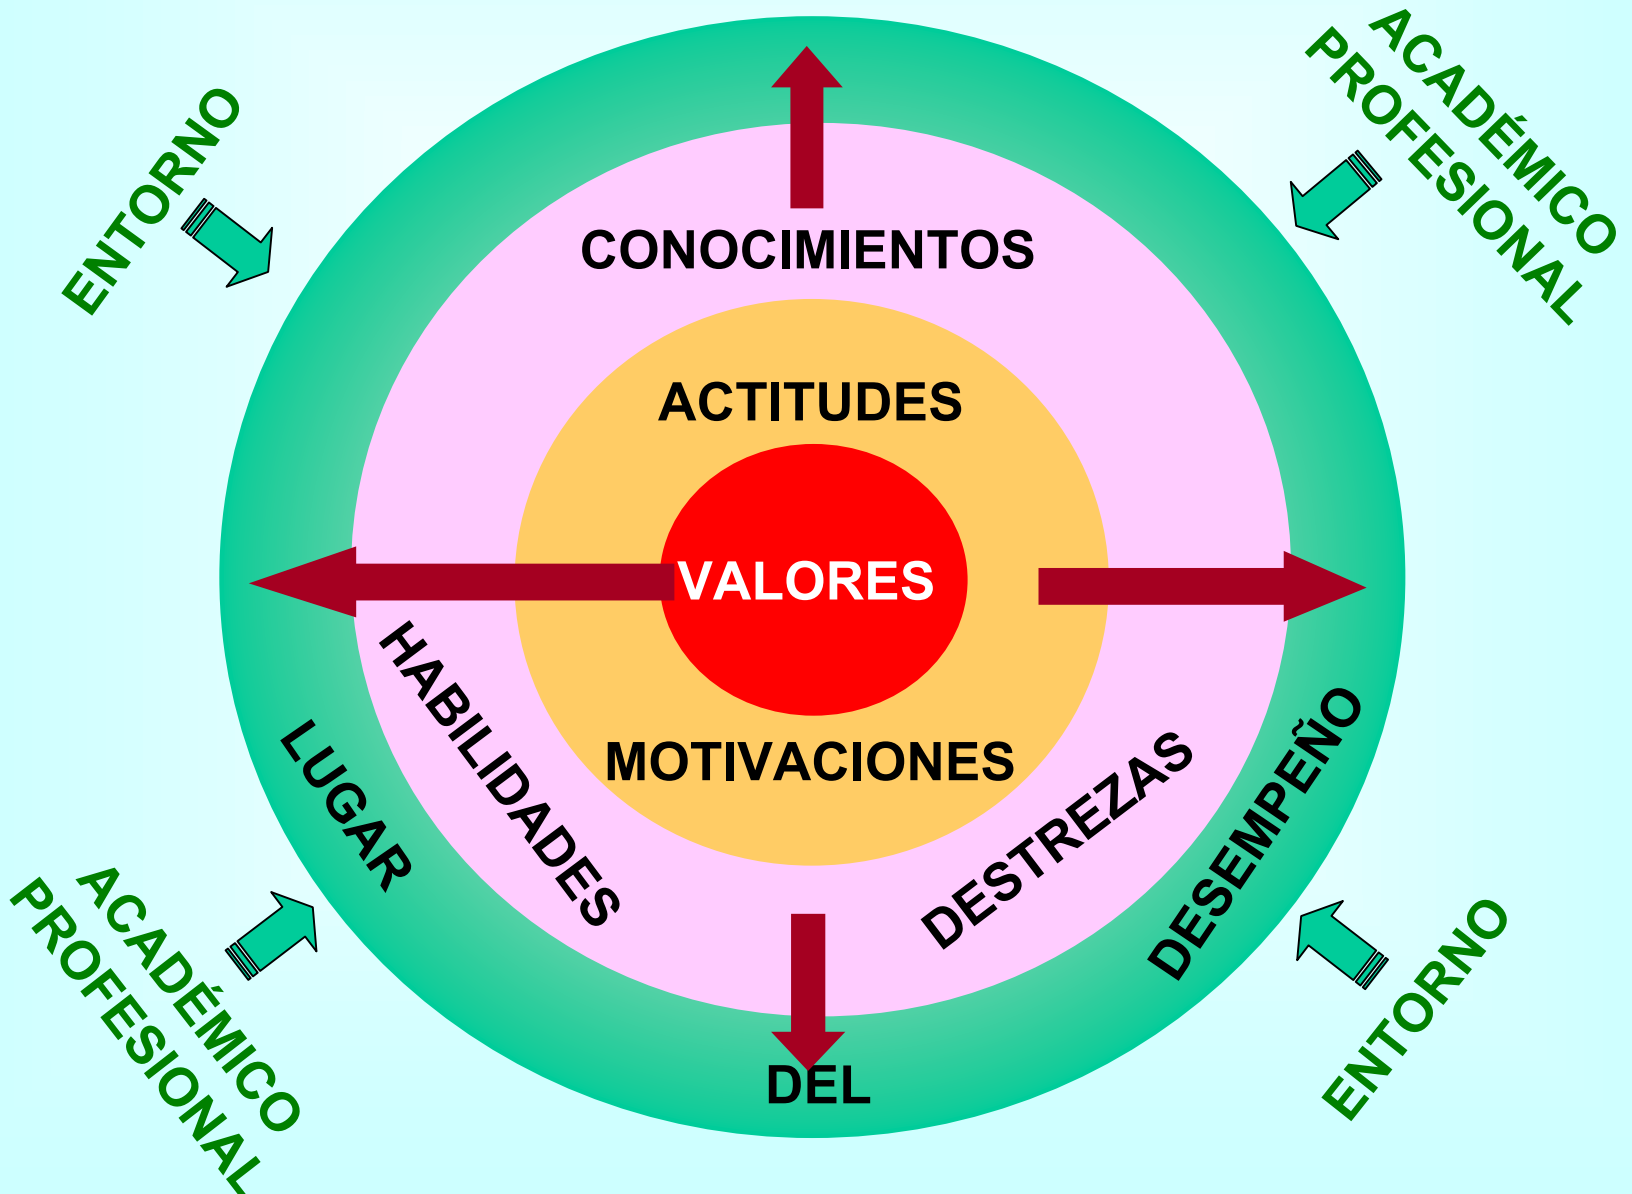 ENTORNO
ACADÉMICO
PROFESIONAL
CONOCIMIENTOS
ACTITUDES
VALORES
MOTIVACIONES
HABILIDADES
DESTREZAS
LUGAR
DEL
DESEMPEÑO
ACADÉMICO
PROFESIONAL
ENTORNO